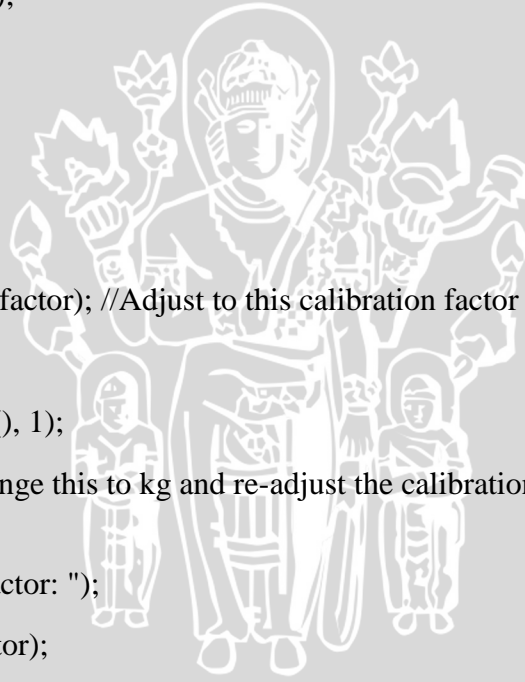 );
factor); //Adjust to this calibration factor
(), 1);
nge this to kg and re-adjust the calibration
ctor: ");
tor);